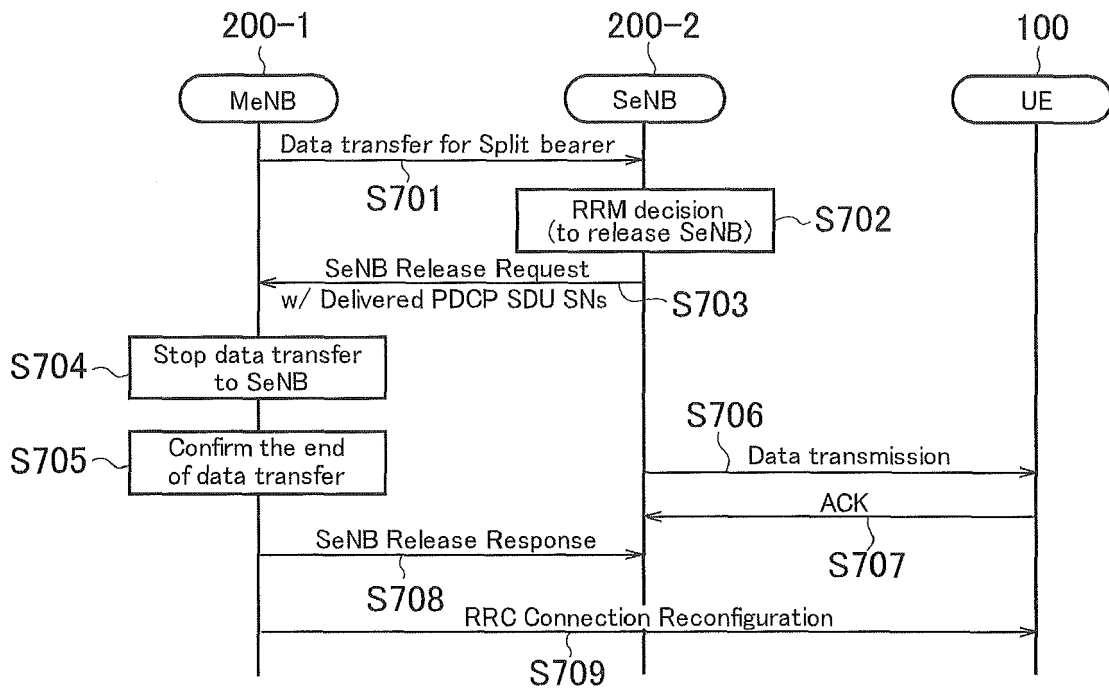 200-1
200-2
100
MeNB
SeNB
UE
Data transfer for Split bearer
S701
RRM decision
(to release SeNB)
S702
SeNB Release Request
w/ Delivered PDCP SDU SNs
S703
S704
Stop data transfer
to SeNB
S706
S705
Confirm the end
of data transfer
Data transmission
ACK
SeNB Release Response
S707
S708
RRC Connection Reconfiguration
S709